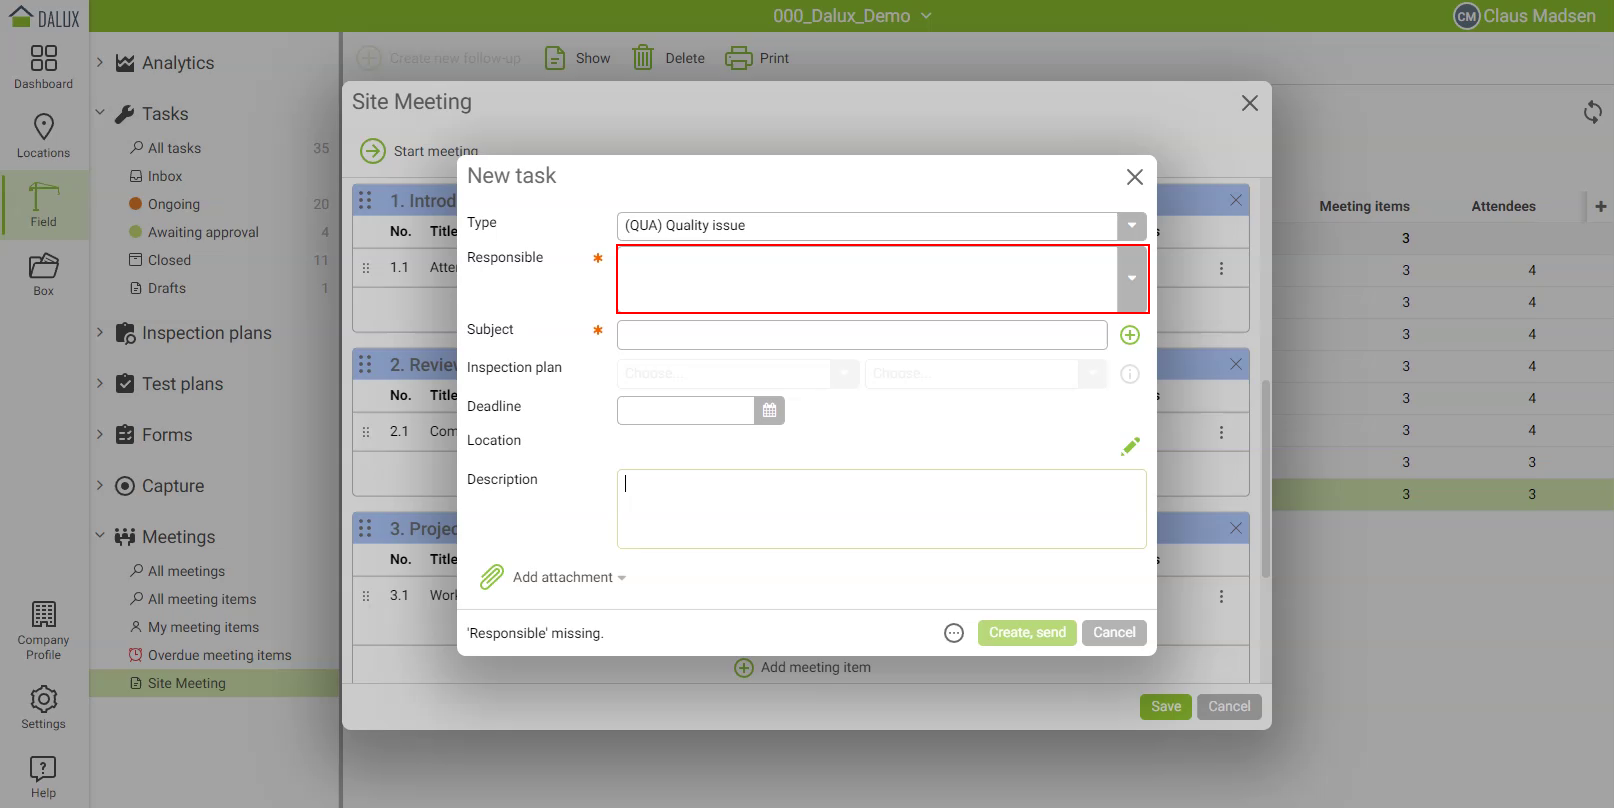 DALUX
000_Dalux_Demo
CM Claus Madsen
Dashboard
Locations
Field
Box
Company
Profile
Settings
Help
Analytics
Tasks
All tasks 35
Inbox
Ongoing 20
Awaiting approval 4
Closed 11
Drafts 1
Inspection plans
Test plans
Forms
Capture
Meetings
All meetings
All meeting items
My meeting items
Overdue meeting items
Site Meeting
Create new follow-up Show Delete Print
Site Meeting
Start meeting
1. Introd
No. Title
1.1 Atte
2. Review
No. Title
2.1 Com
3. Projec
No. Title
3.1 Work
Add meeting item
Save Cancel
New task
Type (QUA) Quality issue
Responsible *
Subject *
Inspection plan Choose... Choose...
Deadline
Location
Description
Add attachment
'Responsible' missing.
Create, send Cancel
Meeting items Attendees +
3
3 4
3 4
3 4
3 4
3 4
3 4
3 3
3 3